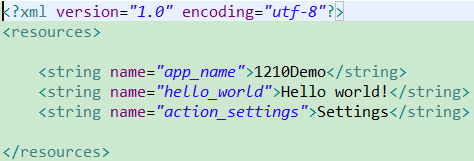 <?xml version="1.0" encoding="utf-8"?>
<resources>
<string name="app_name">1210Demo</string>
<string name="hello_world">Hello world!</string>
<string name="action_settings">Settings</string>
</resources>